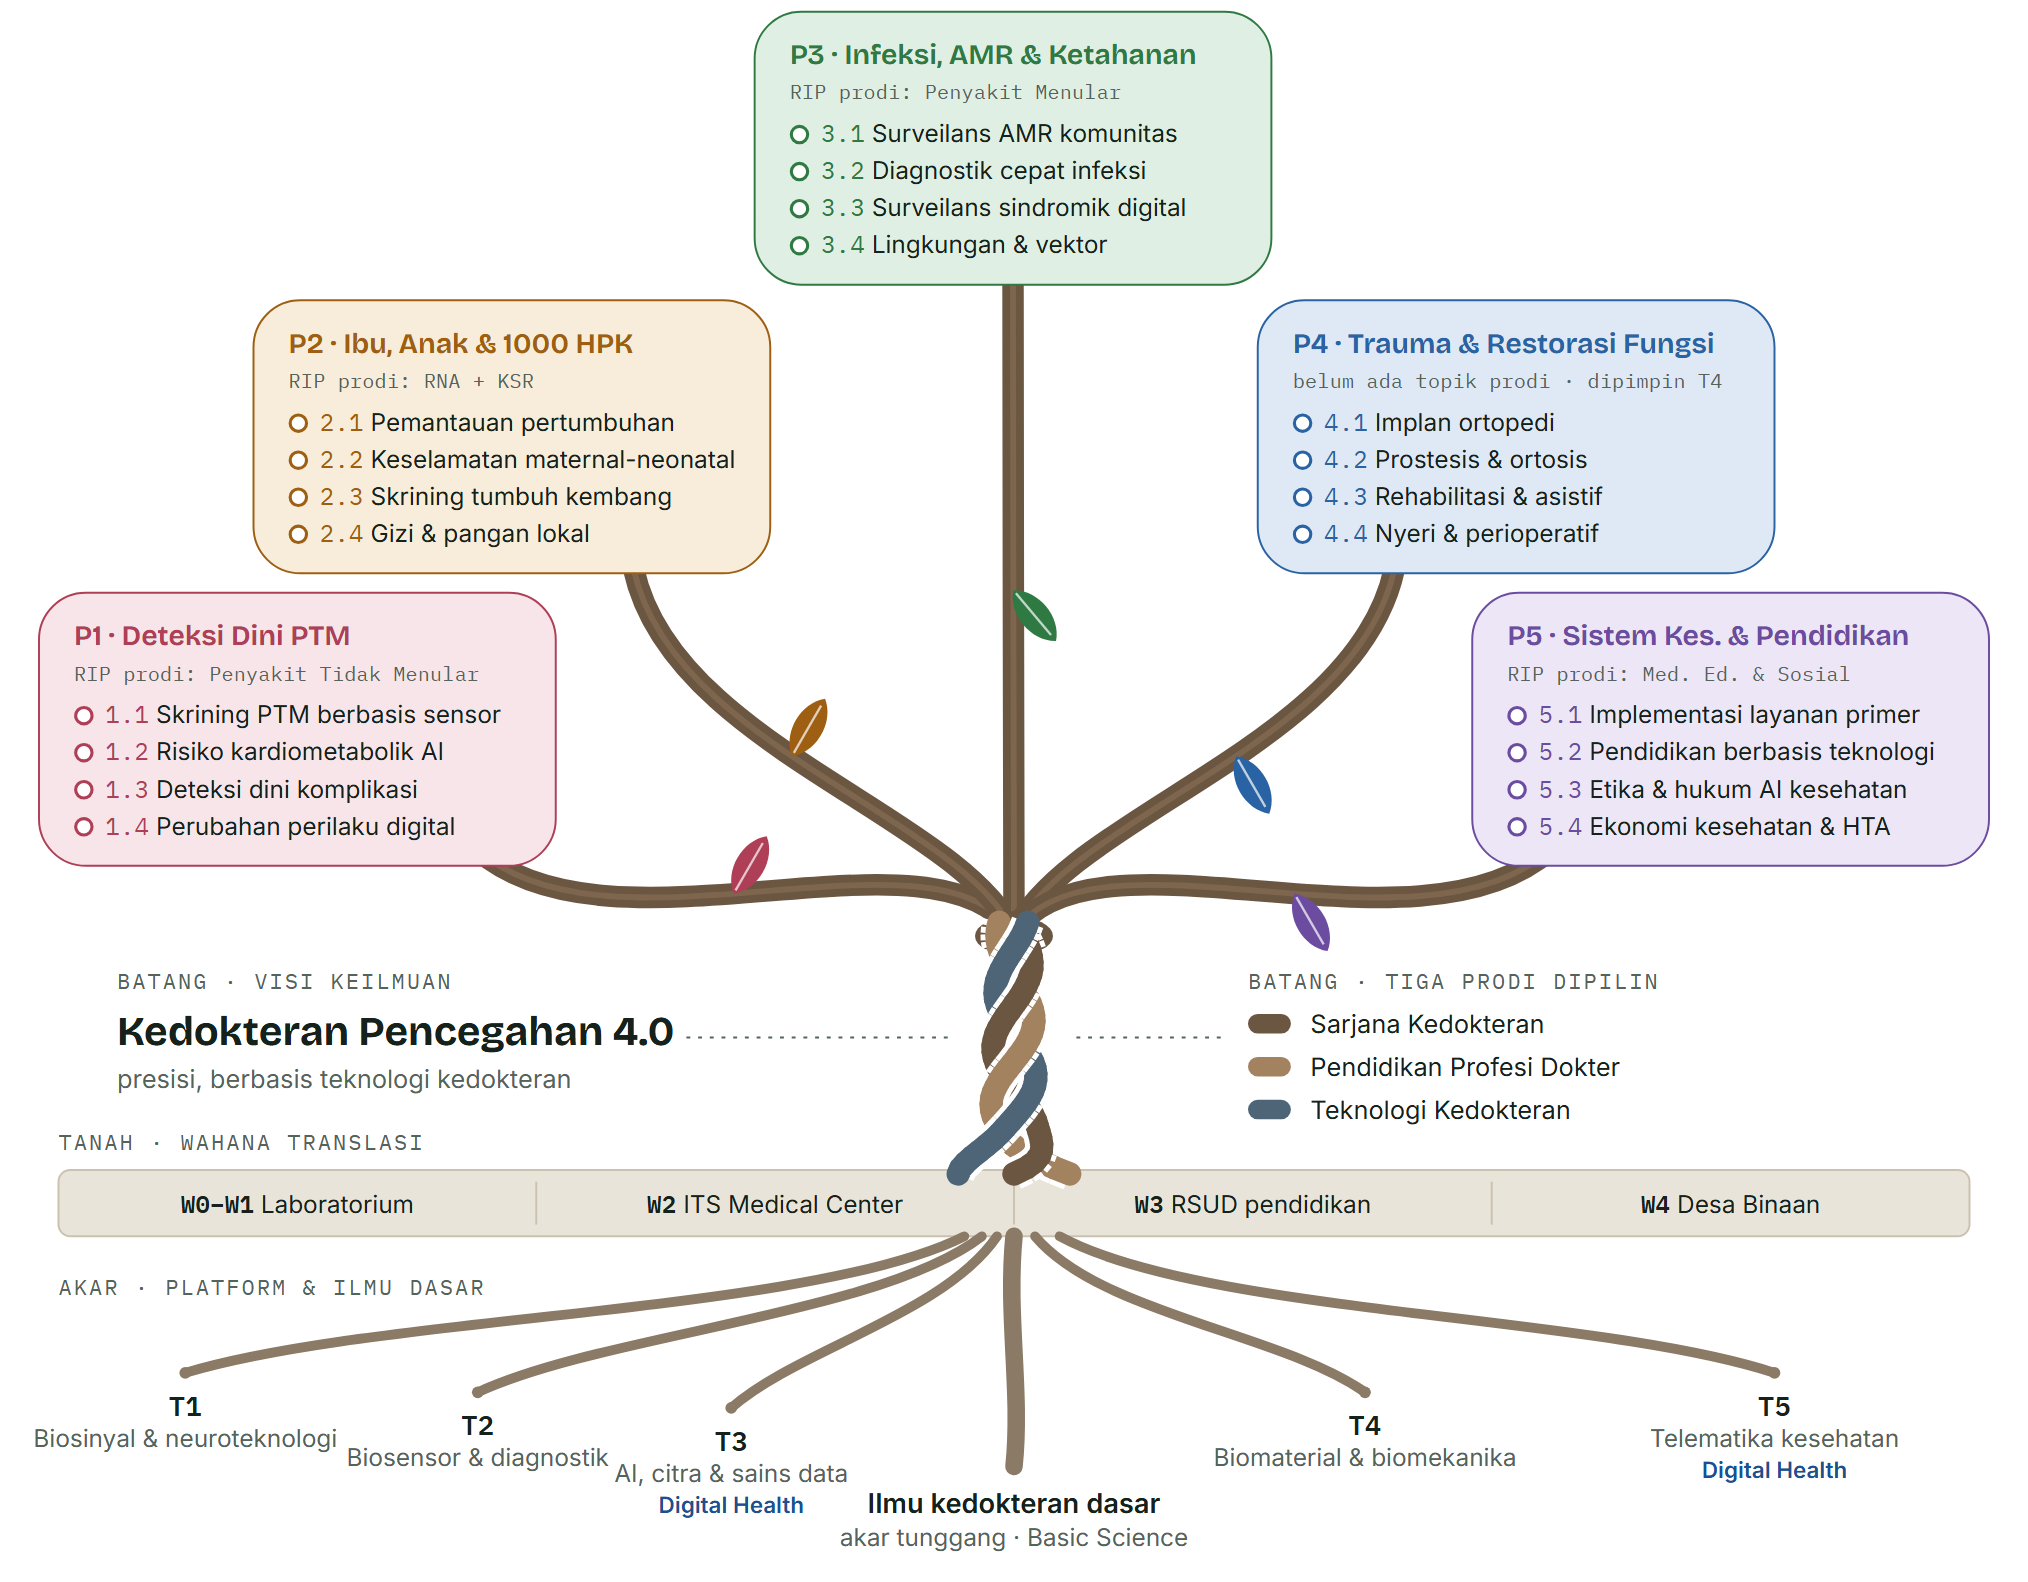 P3 · Infeksi, AMR & Ketahanan
RIP prodi: Penyakit Menular
3.1 Surveilans AMR komunitas
3.2 Diagnostik cepat infeksi
3.3 Surveilans sindromik digital
3.4 Lingkungan & vektor
P2 · Ibu, Anak & 1000 HPK
RIP prodi: RNA + KSR
2.1 Pemantauan pertumbuhan
2.2 Keselamatan maternal-neonatal
2.3 Skrining tumbuh kembang
2.4 Gizi & pangan lokal
P4 · Trauma & Restorasi Fungsi
belum ada topik prodi · dipimpin T4
4.1 Implan ortopedi
4.2 Prostesis & ortosis
4.3 Rehabilitasi & asistif
4.4 Nyeri & perioperatif
P1 · Deteksi Dini PTM
RIP prodi: Penyakit Tidak Menular
1.1 Skrining PTM berbasis sensor
1.2 Risiko kardiometabolik AI
1.3 Deteksi dini komplikasi
1.4 Perubahan perilaku digital
P5 · Sistem Kes. & Pendidikan
RIP prodi: Med. Ed. & Sosial
5.1 Implementasi layanan primer
5.2 Pendidikan berbasis teknologi
5.3 Etika & hukum AI kesehatan
5.4 Ekonomi kesehatan & HTA
BATANG · VISI KEILMUAN
Kedokteran Pencegahan 4.0
presisi, berbasis teknologi kedokteran
BATANG · TIGA PRODI DIPILIN
Sarjana Kedokteran
Pendidikan Profesi Dokter
Teknologi Kedokteran
TANAH · WAHANA TRANSLASI
W0–W1 Laboratorium
W2 ITS Medical Center
W3 RSUD pendidikan
W4 Desa Binaan
AKAR · PLATFORM & ILMU DASAR
T1
Biosinyal & neuroteknologi
T2
Biosensor & diagnostik
T3
AI, citra & sains data
Digital Health
Ilmu kedokteran dasar
akar tunggang · Basic Science
T4
Biomaterial & biomekanika
T5
Telematika kesehatan
Digital Health